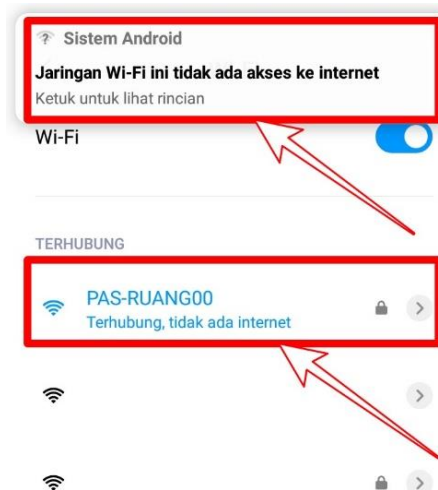 Sistem Android
Jaringan Wi-Fi ini tidak ada akses ke internet
Ketuk untuk lihat rincian
Wi-Fi
TERHUBUNG
PAS-RUANG00
Terhubung, tidak ada internet